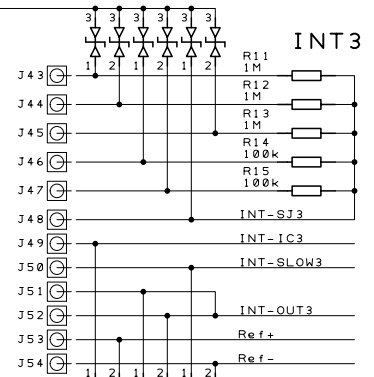 3 3 3 3 3 3
INT3
1 2 1 2 1 2
R11
J43 1M
R12
J44 1M
R13
J45 1M
R14
J46 100k
R15
J47 100k
J48 INT-SJ3
J49 INT-IC3
J50 INT-SLOW3
J51
J52 INT-OUT3
J53 Ref+
J54 Ref-
1 2 1 2 1 2